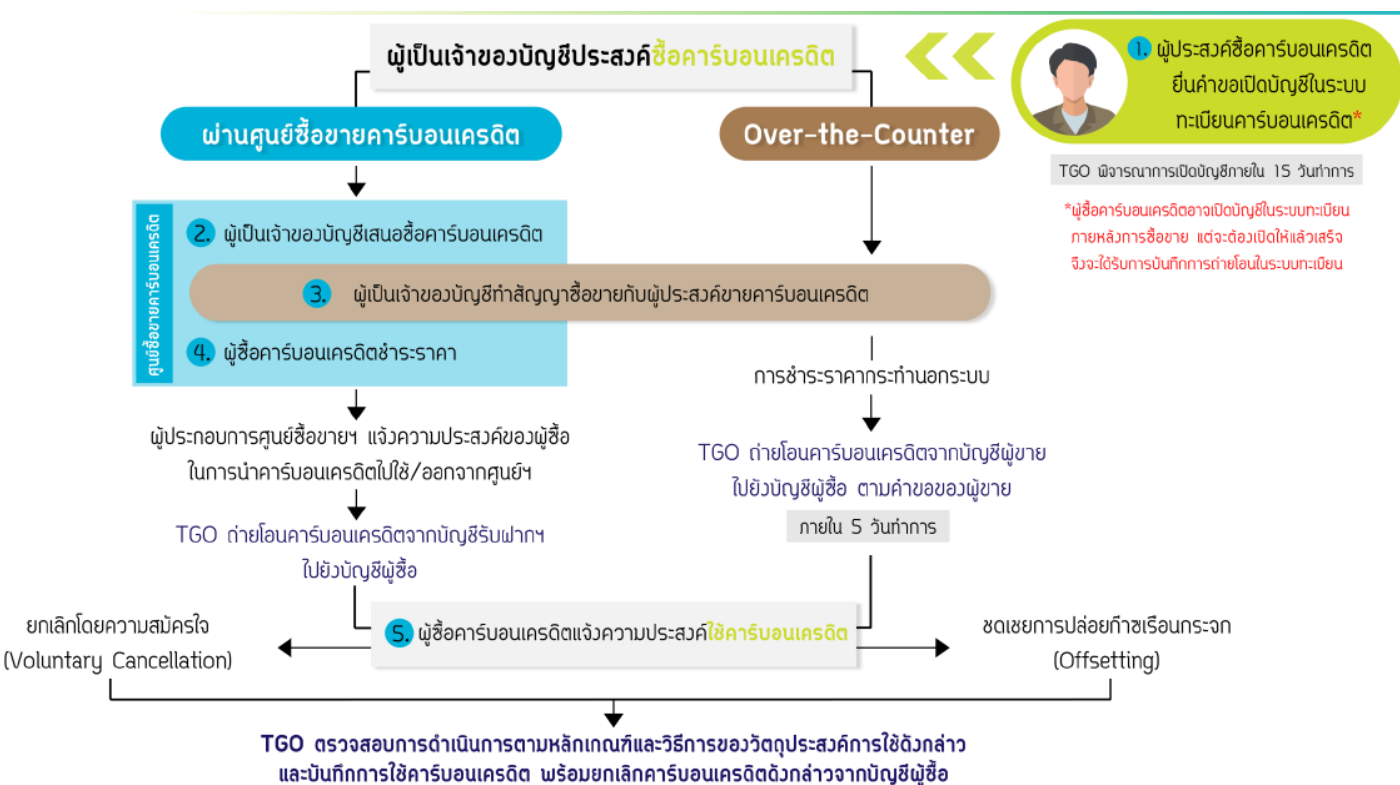 ผู้เป็นเจ้าของบัญชีประสงค์ซื้อคาร์บอนเครดิต
1. ผู้ประสงค์ซื้อคาร์บอนเครดิต
ยื่นคำขอเปิดบัญชีในระบบ
ทะเบียนคาร์บอนเครดิต*
TGO พิจารณาการเปิดบัญชีภายใน 15 วันทำการ
*ผู้ซื้อคาร์บอนเครดิตอาจเปิดบัญชีในระบบทะเบียน
ภายหลังการซื้อขาย แต่จะต้องเปิดให้แล้วเสร็จ
จึงจะได้รับการบันทึกการถ่ายโอนในระบบทะเบียน
ผ่านศูนย์ซื้อขายคาร์บอนเครดิต
Over-the-Counter
ศูนย์ซื้อขายคาร์บอนเครดิต
2. ผู้เป็นเจ้าของบัญชีเสนอซื้อคาร์บอนเครดิต
3. ผู้เป็นเจ้าของบัญชีทำสัญญาซื้อขายกับผู้ประสงค์ขายคาร์บอนเครดิต
4. ผู้ซื้อคาร์บอนเครดิตชำระราคา
การชำระราคากระทำนอกระบบ
ผู้ประกอบการศูนย์ซื้อขายฯ แจ้งความประสงค์ของผู้ซื้อ
ในการนำคาร์บอนเครดิตไปใช้/ออกจากศูนย์ฯ
TGO ถ่ายโอนคาร์บอนเครดิตจากบัญชีรับฝากฯ
ไปยังบัญชีผู้ซื้อ
TGO ถ่ายโอนคาร์บอนเครดิตจากบัญชีผู้ขาย
ไปยังบัญชีผู้ซื้อ ตามคำขอของผู้ขาย
ภายใน 5 วันทำการ
5. ผู้ซื้อคาร์บอนเครดิตแจ้งความประสงค์ใช้คาร์บอนเครดิต
ยกเลิกโดยความสมัครใจ
(Voluntary Cancellation)
ชดเชยการปล่อยก๊าซเรือนกระจก
(Offsetting)
TGO ตรวจสอบการดำเนินการตามหลักเกณฑ์และวิธีการของวัตถุประสงค์การใช้ดังกล่าว
และบันทึกการใช้คาร์บอนเครดิต พร้อมยกเลิกคาร์บอนเครดิตดังกล่าวจากบัญชีผู้ซื้อ